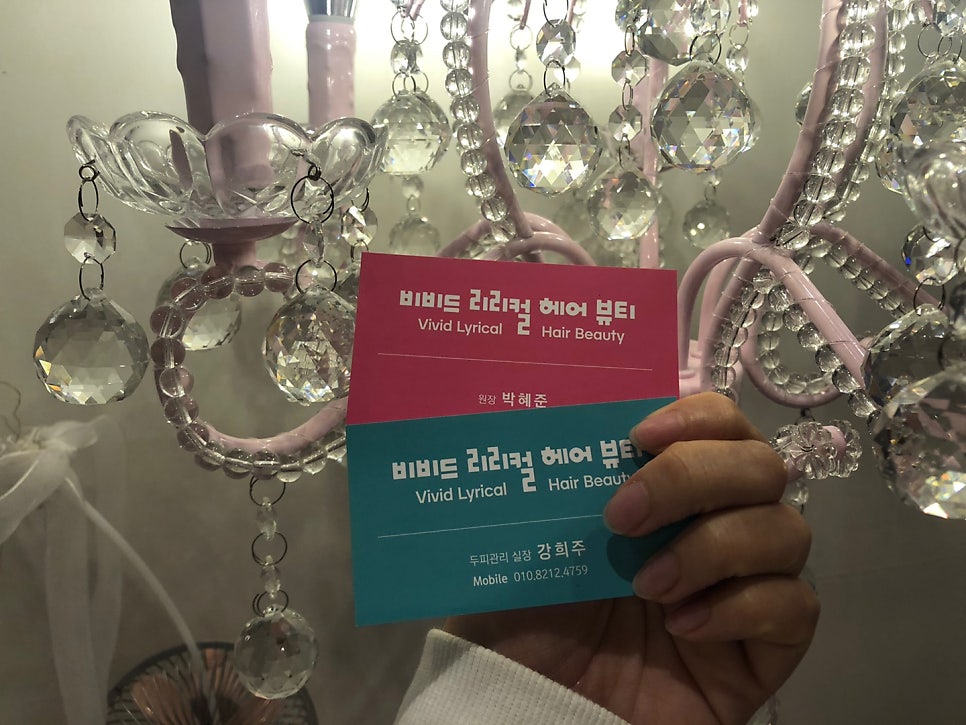 비비드 리리컬 헤어 뷰티
Vivid Lyrical Hair Beauty
원장 박혜준
비비드 리리컬 헤어 뷰티
Vivid Lyrical Hair Beauty
두피관리 실장 강희주
Mobile 010.8212.4759